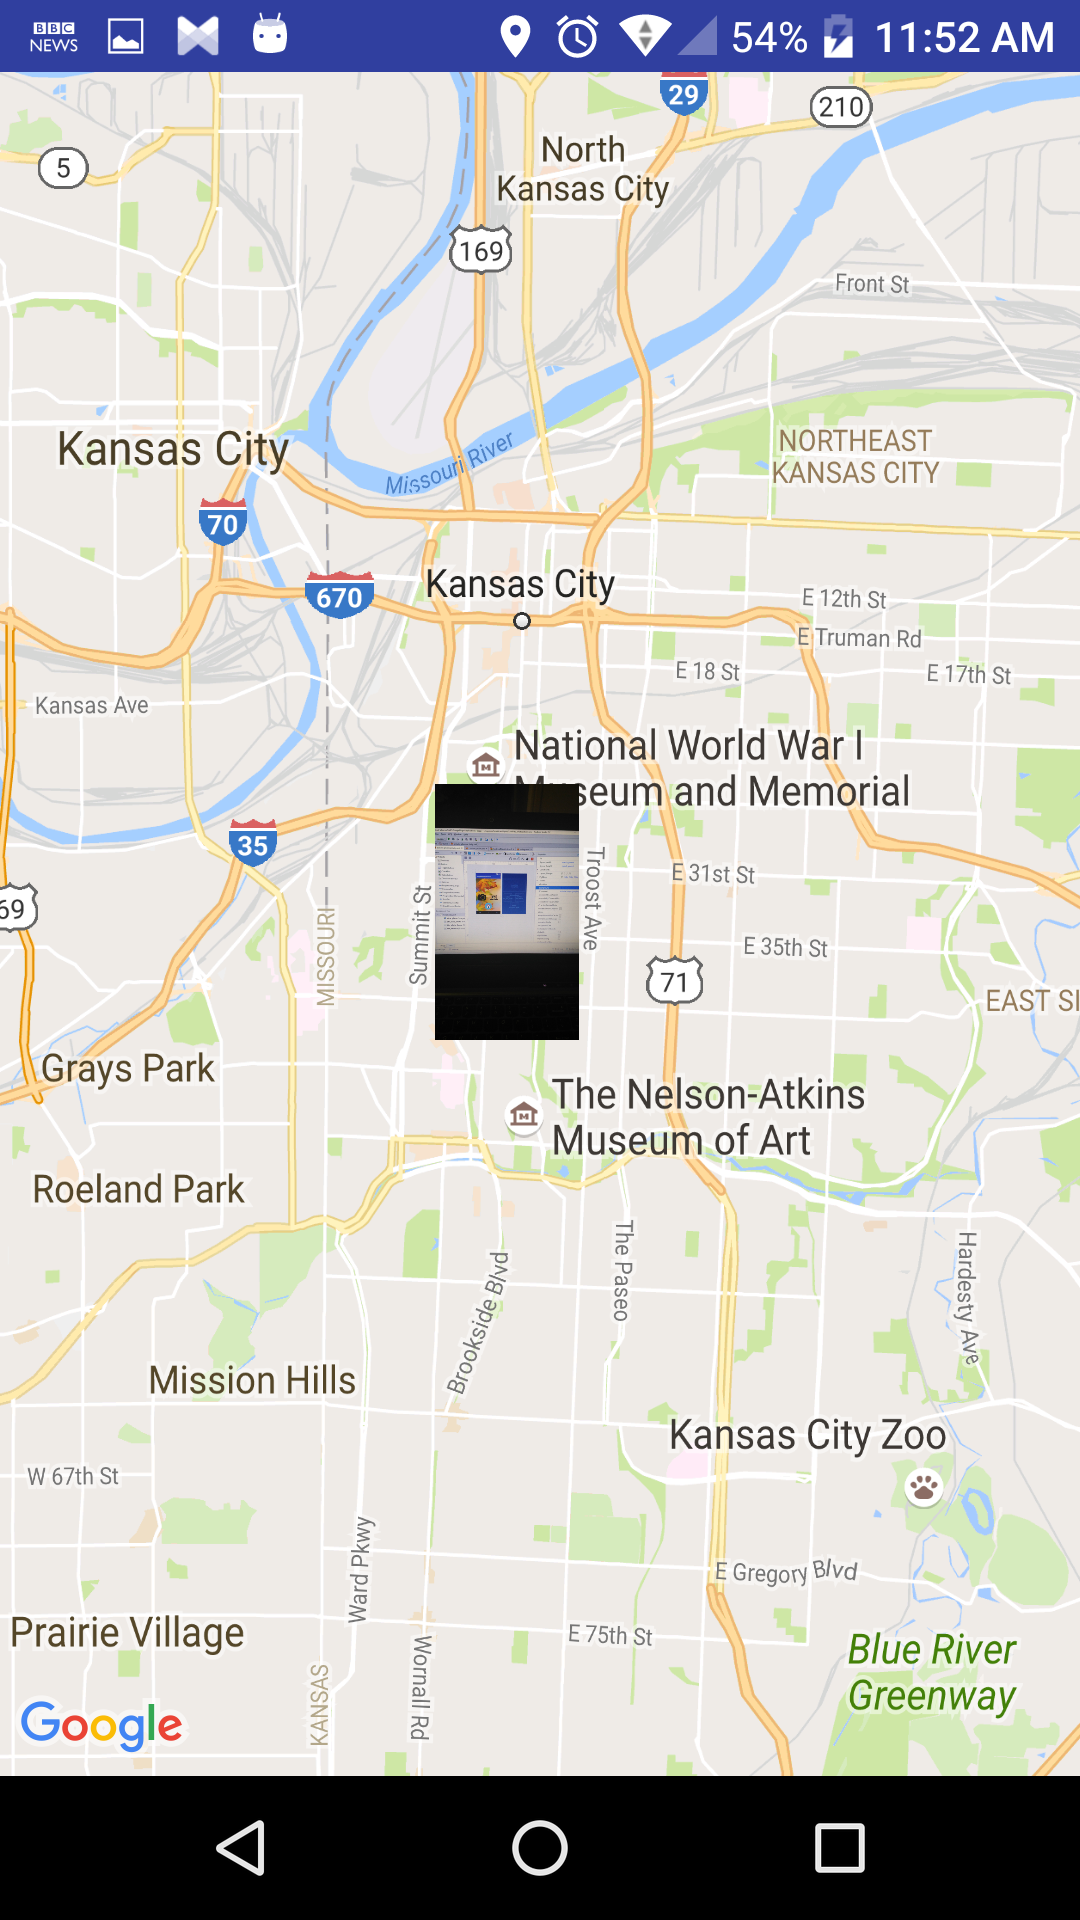 BBC
NEWS
54%
11:52 AM
29
210
5
North
Kansas City
169
Front St
Kansas City
Missouri River
NORTHEAST
KANSAS CITY
70
670
Kansas City
E 12th St
E Truman Rd
E 18 St
E 17th St
Kansas Ave
National World War I
Museum and Memorial
35
Summit St
Troost Ave
E 31st St
69
MISSOURI
E 35th St
71
EAST SI
Grays Park
The Nelson-Atkins
Museum of Art
Roeland Park
The Paseo
Hardesty Ave
Brookside Blvd
Mission Hills
Kansas City Zoo
W 67th St
Ward Pkwy
E Gregory Blvd
Prairie Village
E 75th St
Wornall Rd
KANSAS
Blue River
Greenway
Google